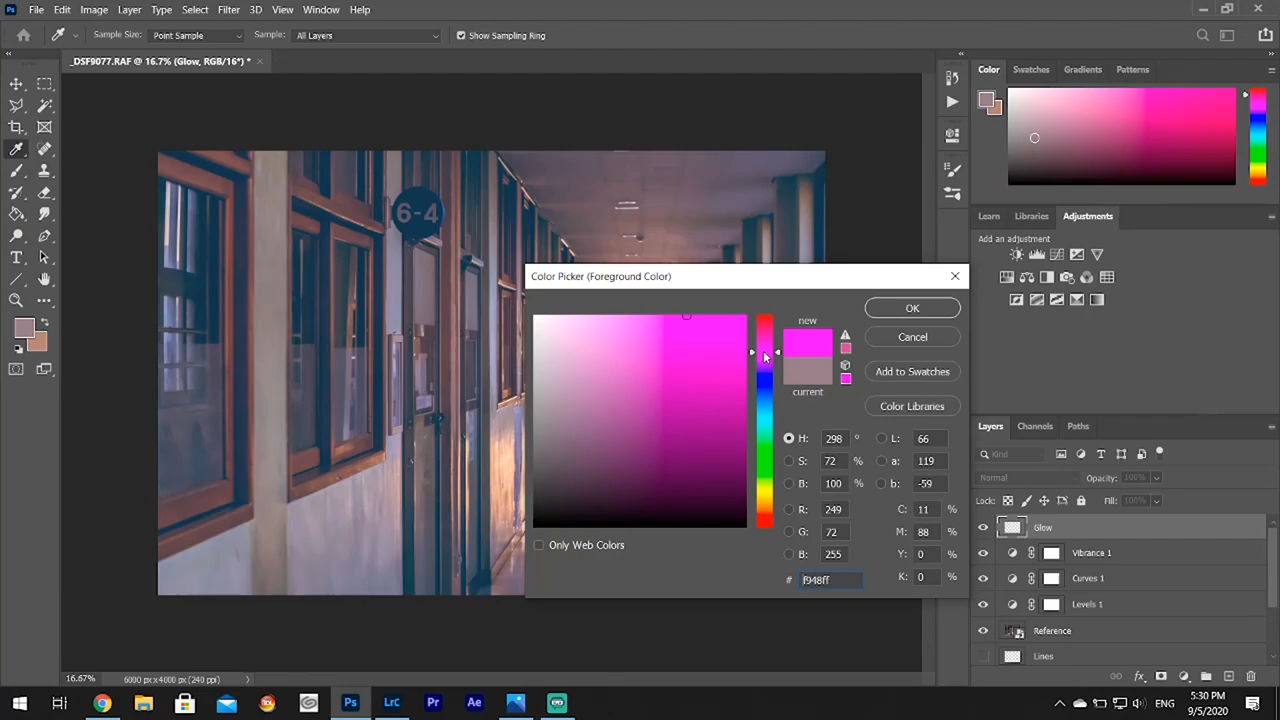 Ps File Edit Image Layer Type Select Filter 3D View Window Help
Sample Size: Point Sample Sample: All Layers Show Sampling Ring
_DSF9077.RAF @ 16.7% (Glow, RGB/16*) *
Color Swatches Gradients Patterns
6-4
Learn Libraries Adjustments
Add an adjustment
Color Picker (Foreground Color)
new
current
OK
Cancel
Add to Swatches
Color Libraries
H: 298 ° L: 66
S: 72 % a: 119
B: 100 % b: -59
R: 249 C: 11 %
G: 72 M: 88 %
B: 255 Y: 0 %
# f948ff K: 0 %
Only Web Colors
Layers Channels Paths
Kind
Normal Opacity: 100%
Lock: Fill: 100%
Glow
Vibrance 1
Curves 1
Levels 1
Reference
Lines
16.67% 6000 px x 4000 px (240 ppi)
Ps Lrc Pr Ae
ENG
5:30 PM
9/5/2020